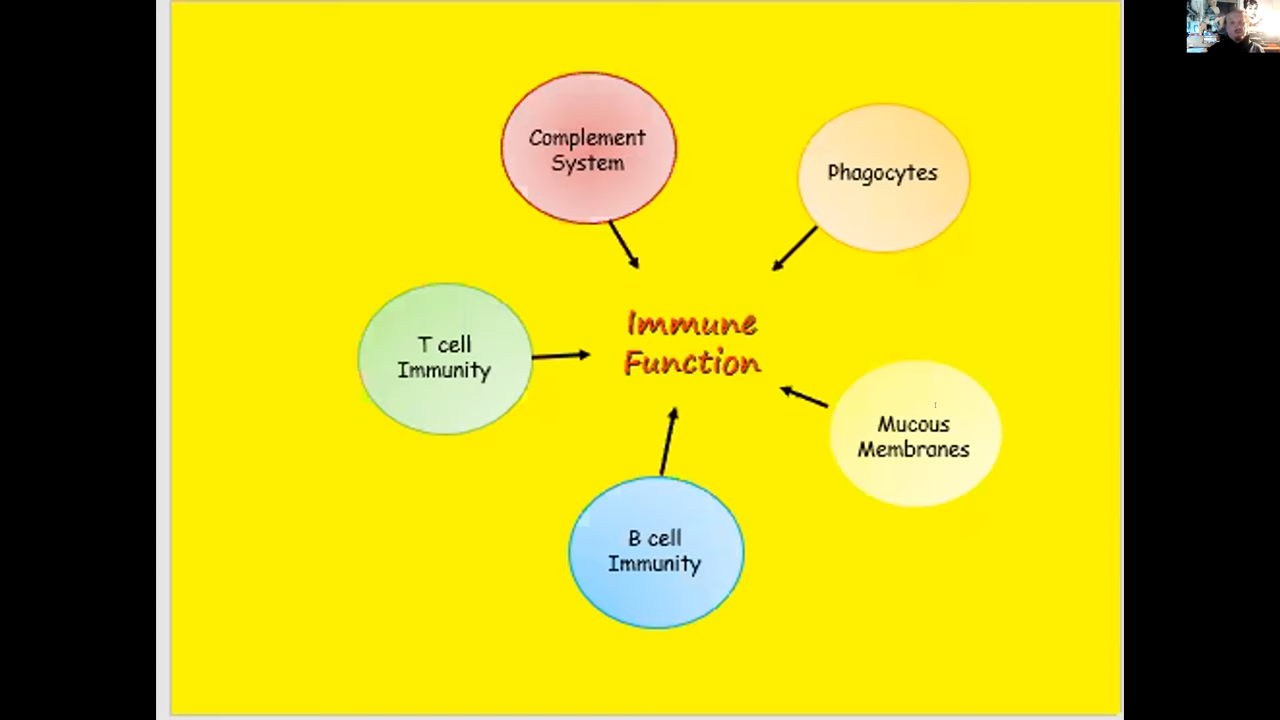 Complement
System
Phagocytes
Immune
Function
T cell
Immunity
Mucous
Membranes
B cell
Immunity